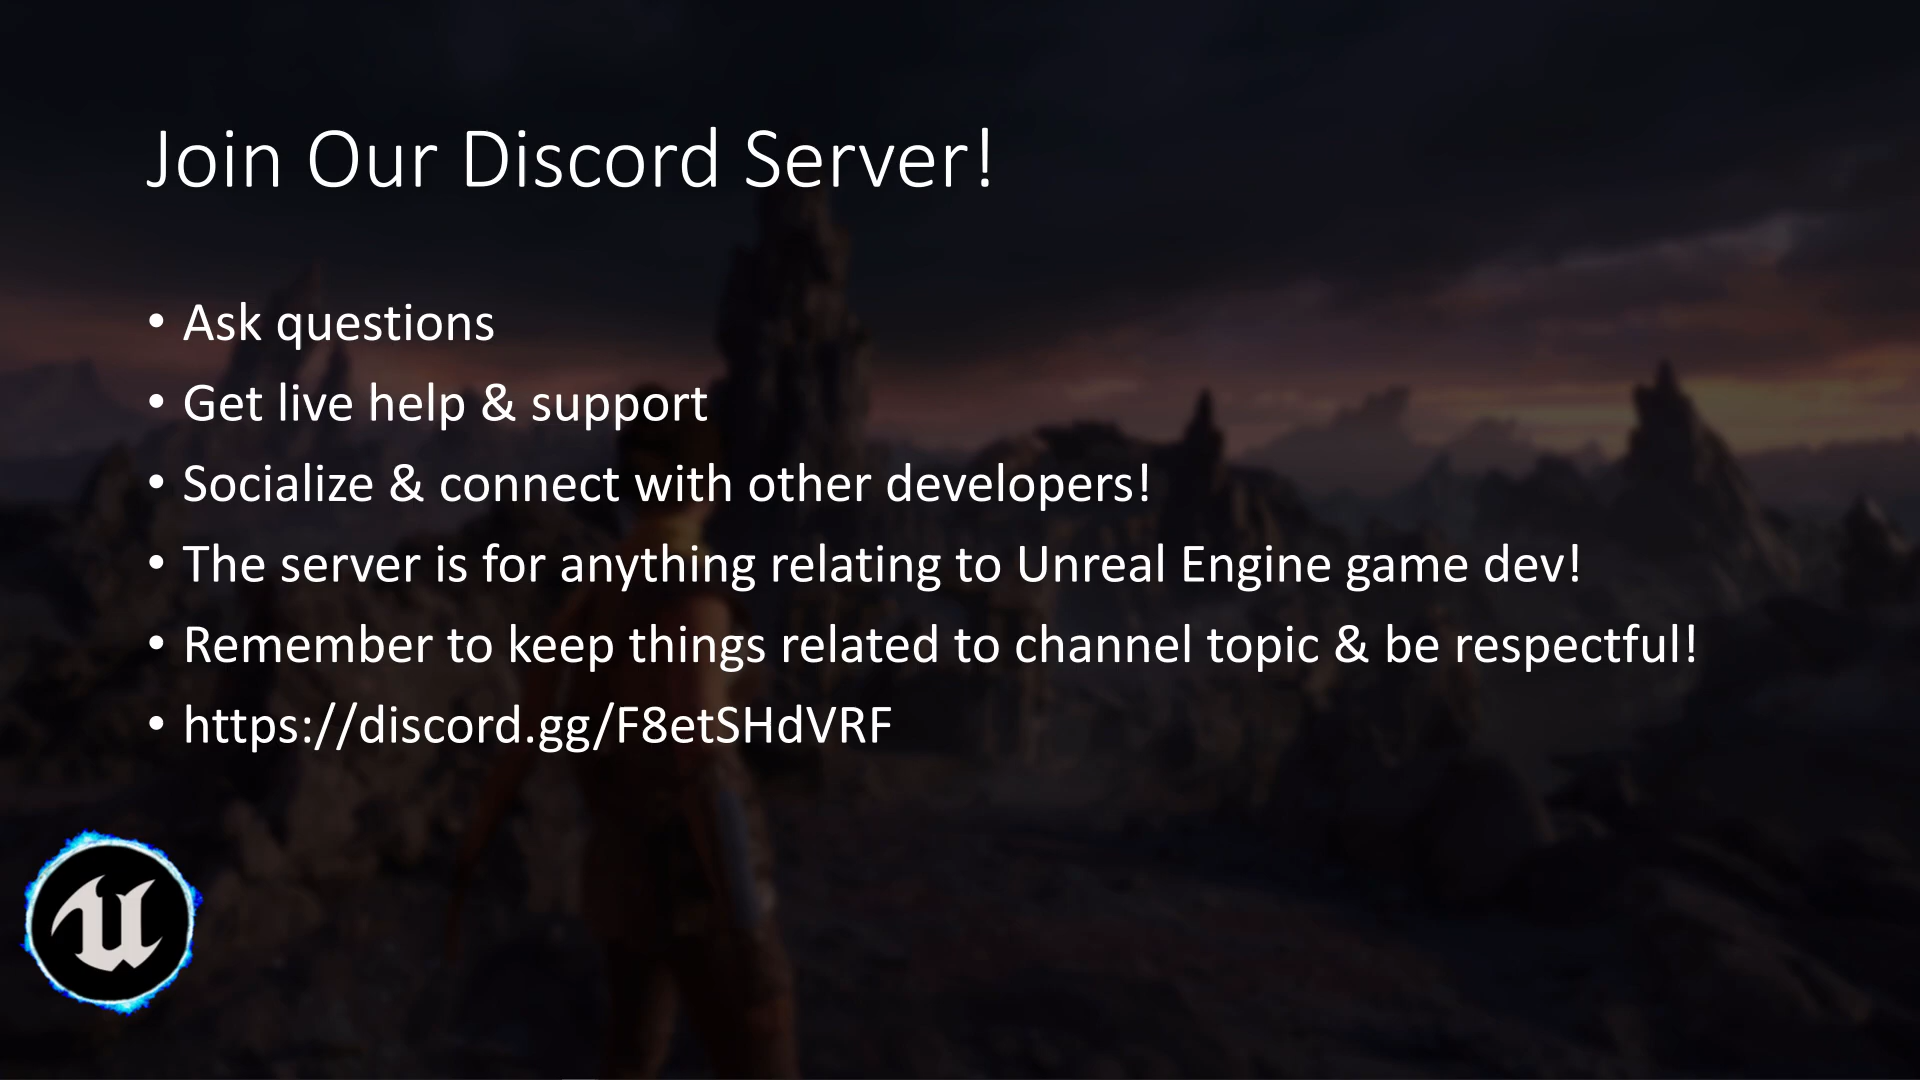 Join Our Discord Server!
• Ask questions
• Get live help & support
• Socialize & connect with other developers!
• The server is for anything relating to Unreal Engine game dev!
• Remember to keep things related to channel topic & be respectful!
• https://discord.gg/F8etSHdVRF